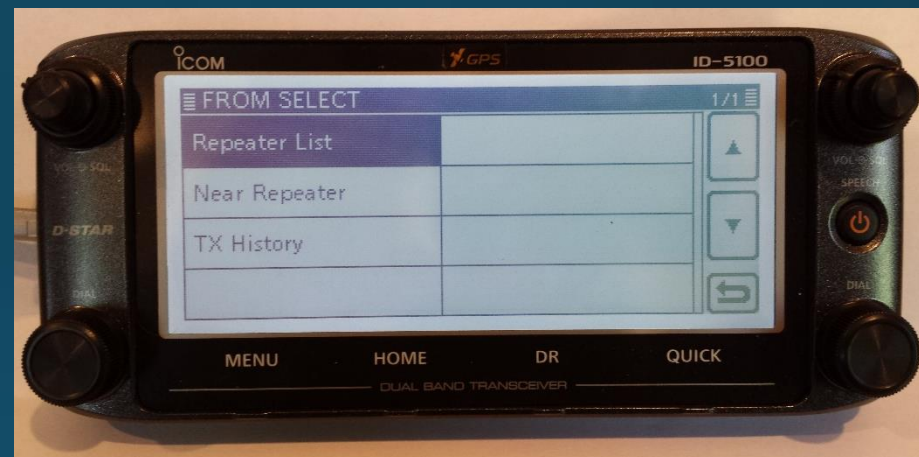 ICOM GPS ID-5100
FROM SELECT 1/1
Repeater List
Near Repeater
TX History
VOL SQL
D-STAR
DIAL
VOL SQL
SPEECH
DIAL
MENU HOME DR QUICK
DUAL BAND TRANSCEIVER